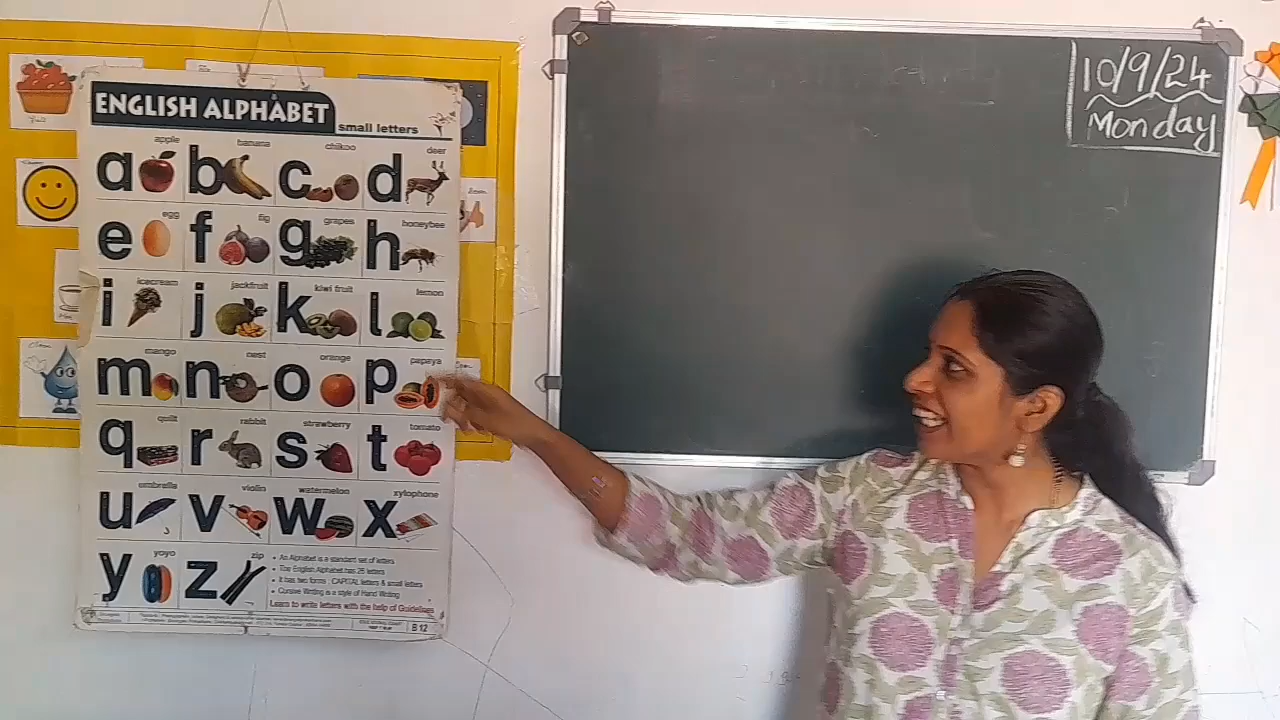 ENGLISH ALPHABET
small letters
apple banana chikoo deer
a b c d
egg fig grapes honeybee
e f g h
icecream jackfruit kiwi fruit lemon
i j k l
mango nest orange papaya
m n o p
quilt rabbit strawberry tomato
q r s t
umbrella violin watermelon xylophone
u v w x
yoyo zip
y z
• An Alphabet is a standard set of letters
• The English Alphabet has 26 letters
• It has two forms : CAPITAL letters & small letters
• Cursive Writing is a style of Hand Writing
Learn to write letters with the help of Guidelines
B 12
10/9/24
Monday